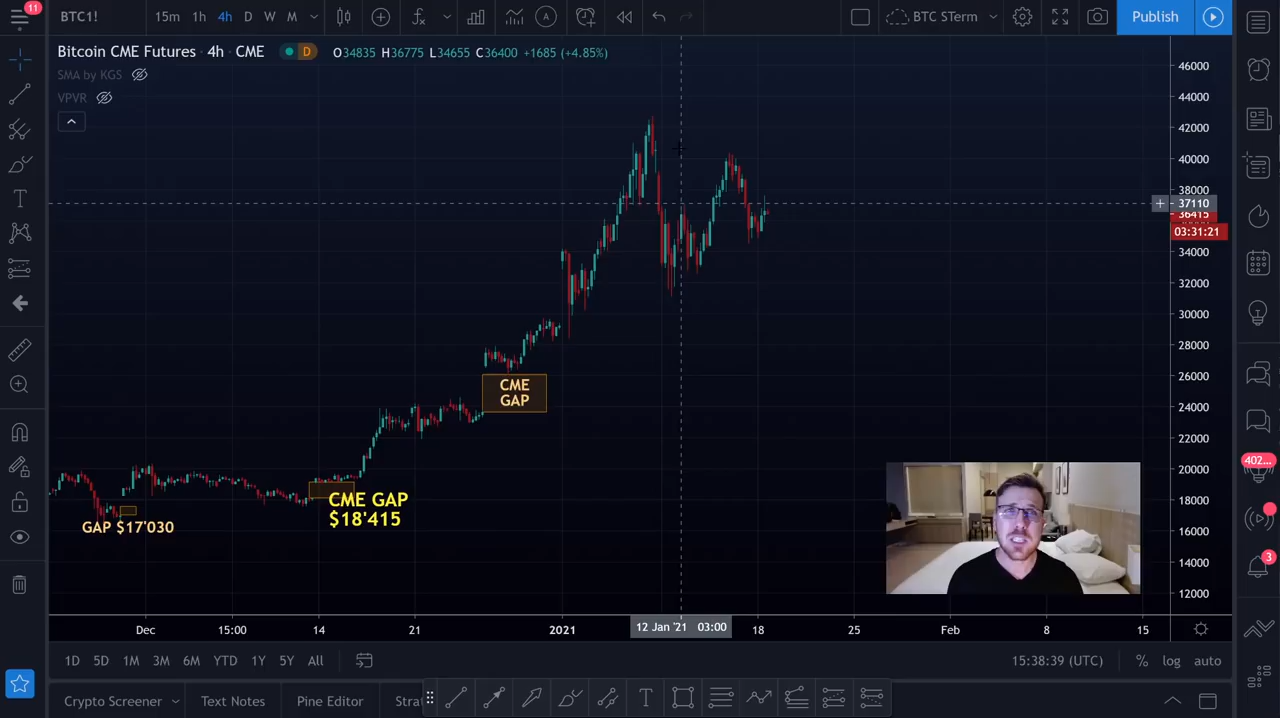 11
BTC1!
15m 1h 4h D W M
BTC STerm
Publish
Bitcoin CME Futures · 4h · CME D O34835 H36775 L34655 C36400 +1685 (+4.85%)
SMA by KGS
VPVR
46000
44000
42000
40000
38000
37110
36415
03:31:21
34000
32000
30000
28000
26000
24000
22000
20000
18000
16000
14000
12000
CME
GAP
CME GAP
$18'415
GAP $17'030
402...
3
Dec 15:00 14 21 2021 12 Jan '21 03:00 18 25 Feb 8 15
1D 5D 1M 3M 6M YTD 1Y 5Y All
15:38:39 (UTC) % log auto
Crypto Screener Text Notes Pine Editor Strat